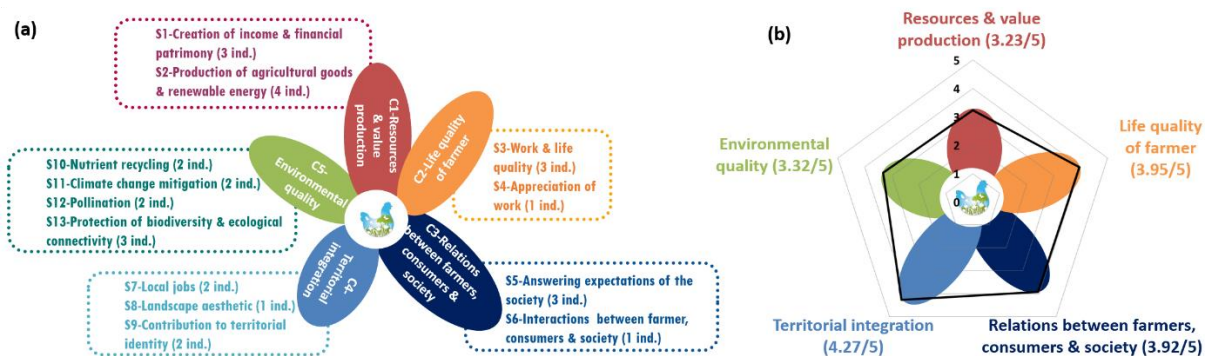 (a)
S1-Creation of income & financial
patrimony (3 ind.)
S2-Production of agricultural goods
& renewable energy (4 ind.)
C1-Resources
& value
production
C2-Life quality
of farmer
S3-Work & life
quality (3 ind.)
S4-Appreciation of
work (1 ind.)
C5-
Environmental
quality
S10-Nutrient recycling (2 ind.)
S11-Climate change mitigation (2 ind.)
S12-Pollination (2 ind.)
S13-Protection of biodiversity & ecological
connectivity (3 ind.)
C3-Relations
between farmers,
consumers &
society
C4-
Territorial
integration
S7-Local jobs (2 ind.)
S8-Landscape aesthetic (1 ind.)
S9-Contribution to territorial
identity (2 ind.)
S5-Answering expectations of the
society (3 ind.)
S6-Interactions between farmer,
consumers & society (1 ind.)
(b)
Resources & value
production (3.23/5)
5
4
3
2
1
0
Environmental
quality (3.32/5)
Life quality
of farmer
(3.95/5)
Territorial integration
(4.27/5)
Relations between farmers,
consumers & society (3.92/5)